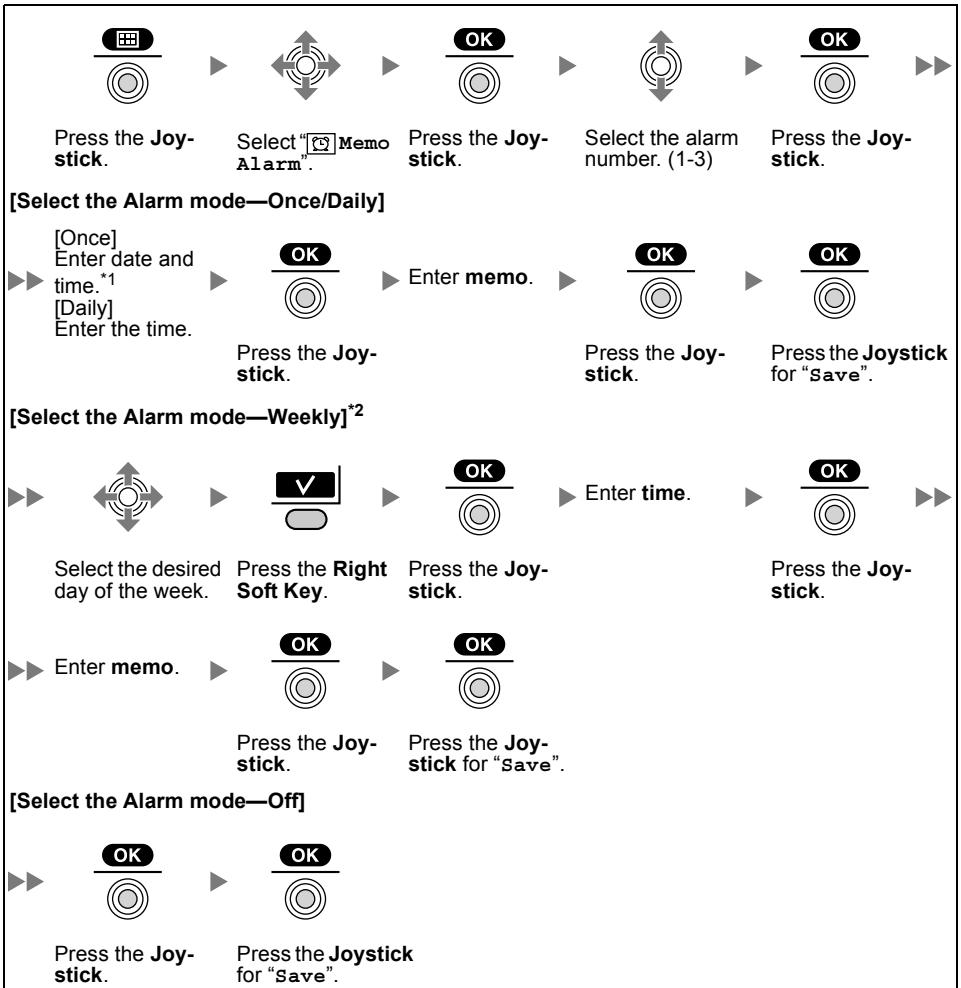 OK
OK
Press the Joy-
stick.
Select “Memo
Alarm”.
Press the Joy-
stick.
Select the alarm
number. (1-3)
Press the Joy-
stick.
[Select the Alarm mode—Once/Daily]
[Once]
Enter date and
time.*1
[Daily]
Enter the time.
OK
Press the Joy-
stick.
Enter memo.
OK
Press the Joy-
stick.
OK
Press the Joystick
for “Save”.
[Select the Alarm mode—Weekly]*2
OK
OK
Select the desired
day of the week.
Press the Right
Soft Key.
Press the Joy-
stick.
Enter time.
Press the Joy-
stick.
Enter memo.
OK
OK
Press the Joy-
stick.
Press the Joy-
stick for “Save”.
[Select the Alarm mode—Off]
OK
OK
Press the Joy-
stick.
Press the Joystick
for “Save”.